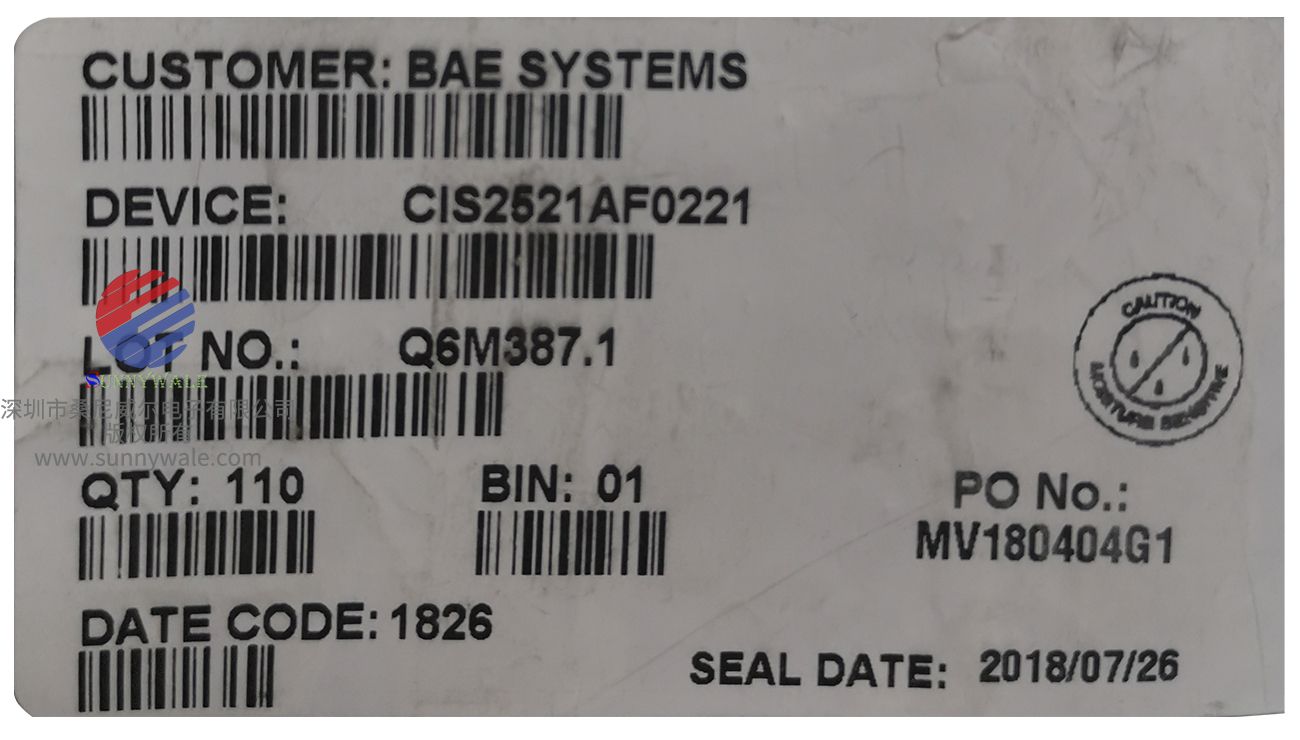 CUSTOMER: BAE SYSTEMS
DEVICE: CIS2521AF0221
LOT NO.: Q6M387.1
SUNNYWALE
深圳市桑尼威尔电子有限公司
版权所有
www.sunnywale.com
CAUTION
MOISTURE SENSITIVE
QTY: 110 BIN: 01 PO No.:
MV180404G1
DATE CODE: 1826
SEAL DATE: 2018/07/26